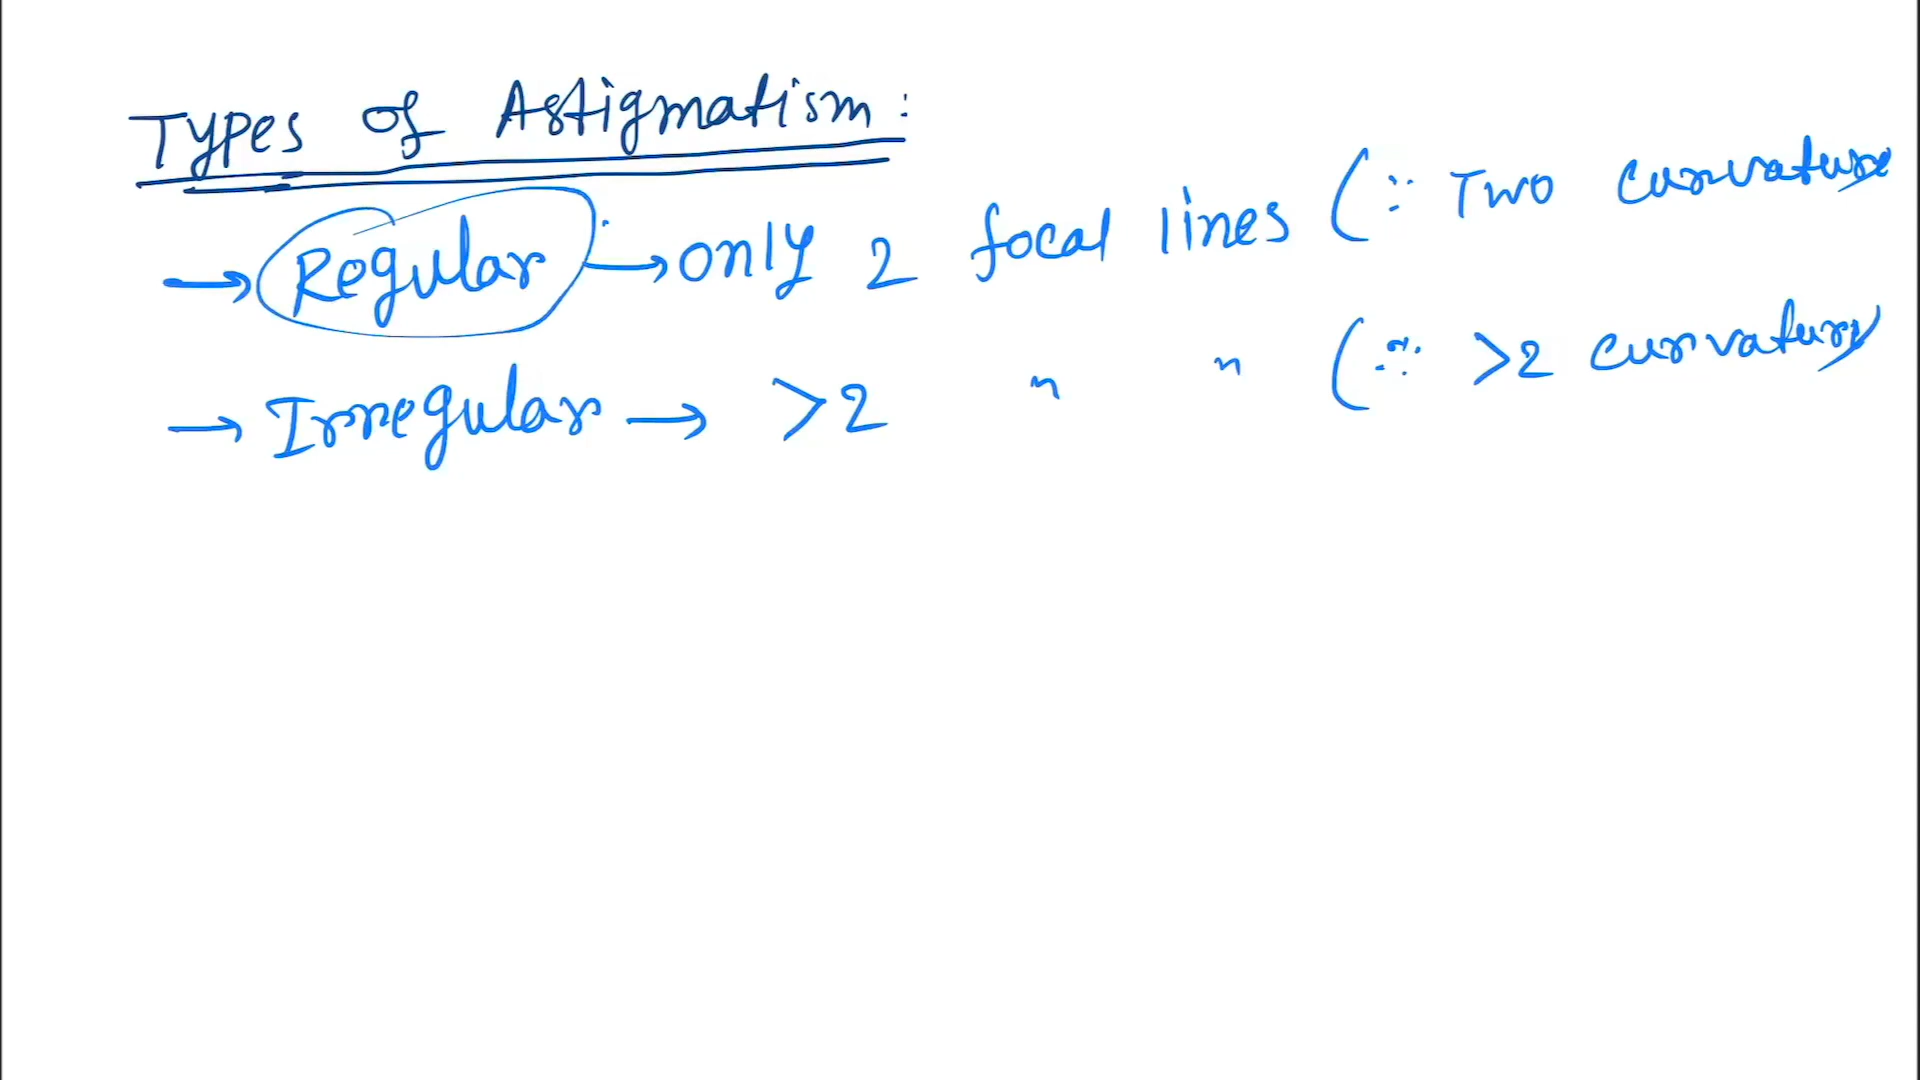 Types of Astigmatism:
→ Regular → only 2 focal lines (∵ Two curvature)
→ Irregular → >2 " " (∵ >2 curvature)